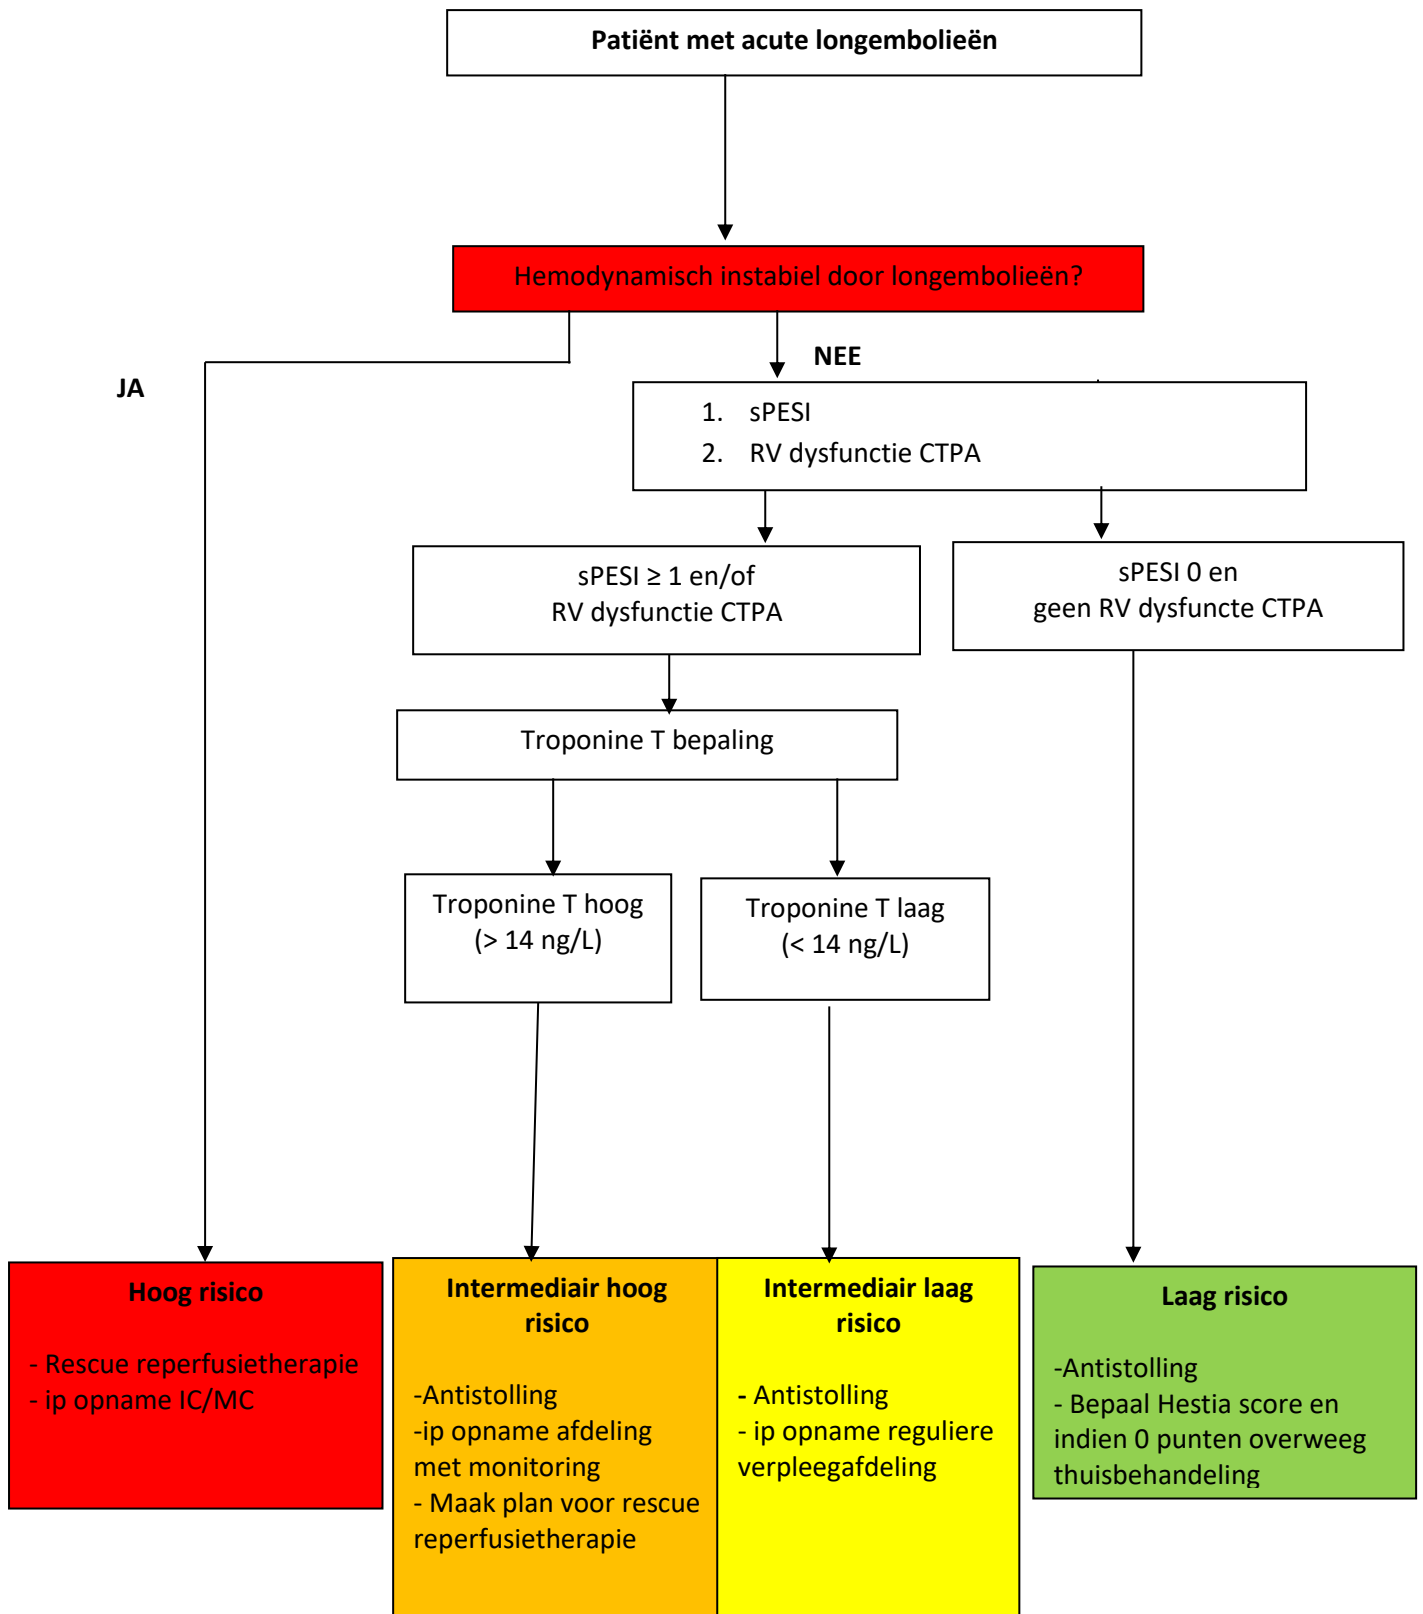 Patiënt met acute longembolieën
Hemodynamisch instabiel door longembolieën?
JA
NEE
1. sPESI
2. RV dysfunctie CTPA
sPESI ≥ 1 en/of
RV dysfunctie CTPA
sPESI 0 en
geen RV dysfuncte CTPA
Troponine T bepaling
Troponine T hoog
(> 14 ng/L)
Troponine T laag
(< 14 ng/L)
Hoog risico
- Rescue reperfusietherapie
- ip opname IC/MC
Intermediair hoog
risico
-Antistolling
-ip opname afdeling
met monitoring
- Maak plan voor rescue
reperfusietherapie
Intermediair laag
risico
- Antistolling
- ip opname reguliere
verpleegafdeling
Laag risico
-Antistolling
- Bepaal Hestia score en
indien 0 punten overweeg
thuisbehandeling